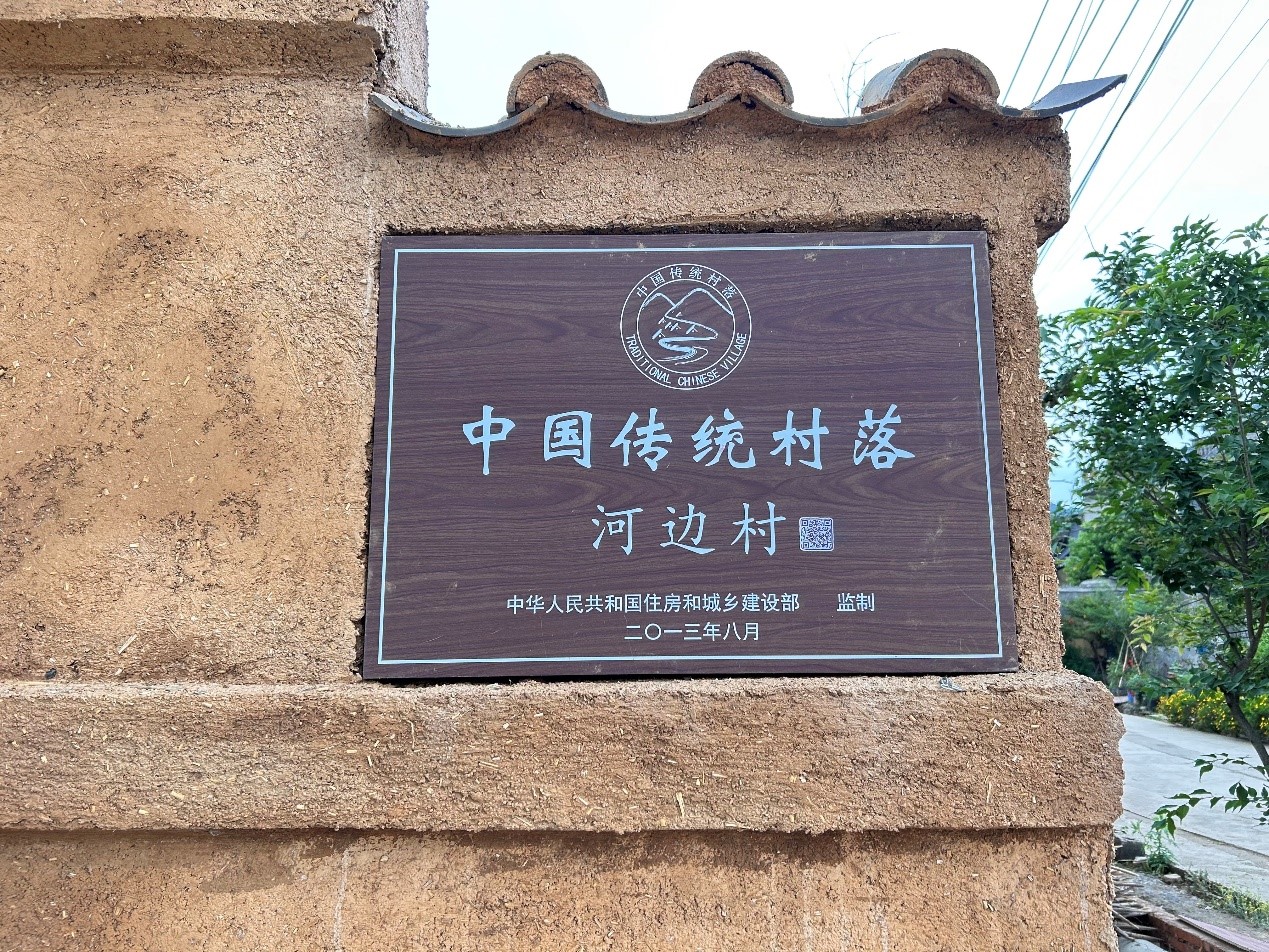 中国传统村落
TRADITIONAL CHINESE VILLAGE
中国传统村落
河边村
中华人民共和国住房和城乡建设部 监制
二〇一三年八月